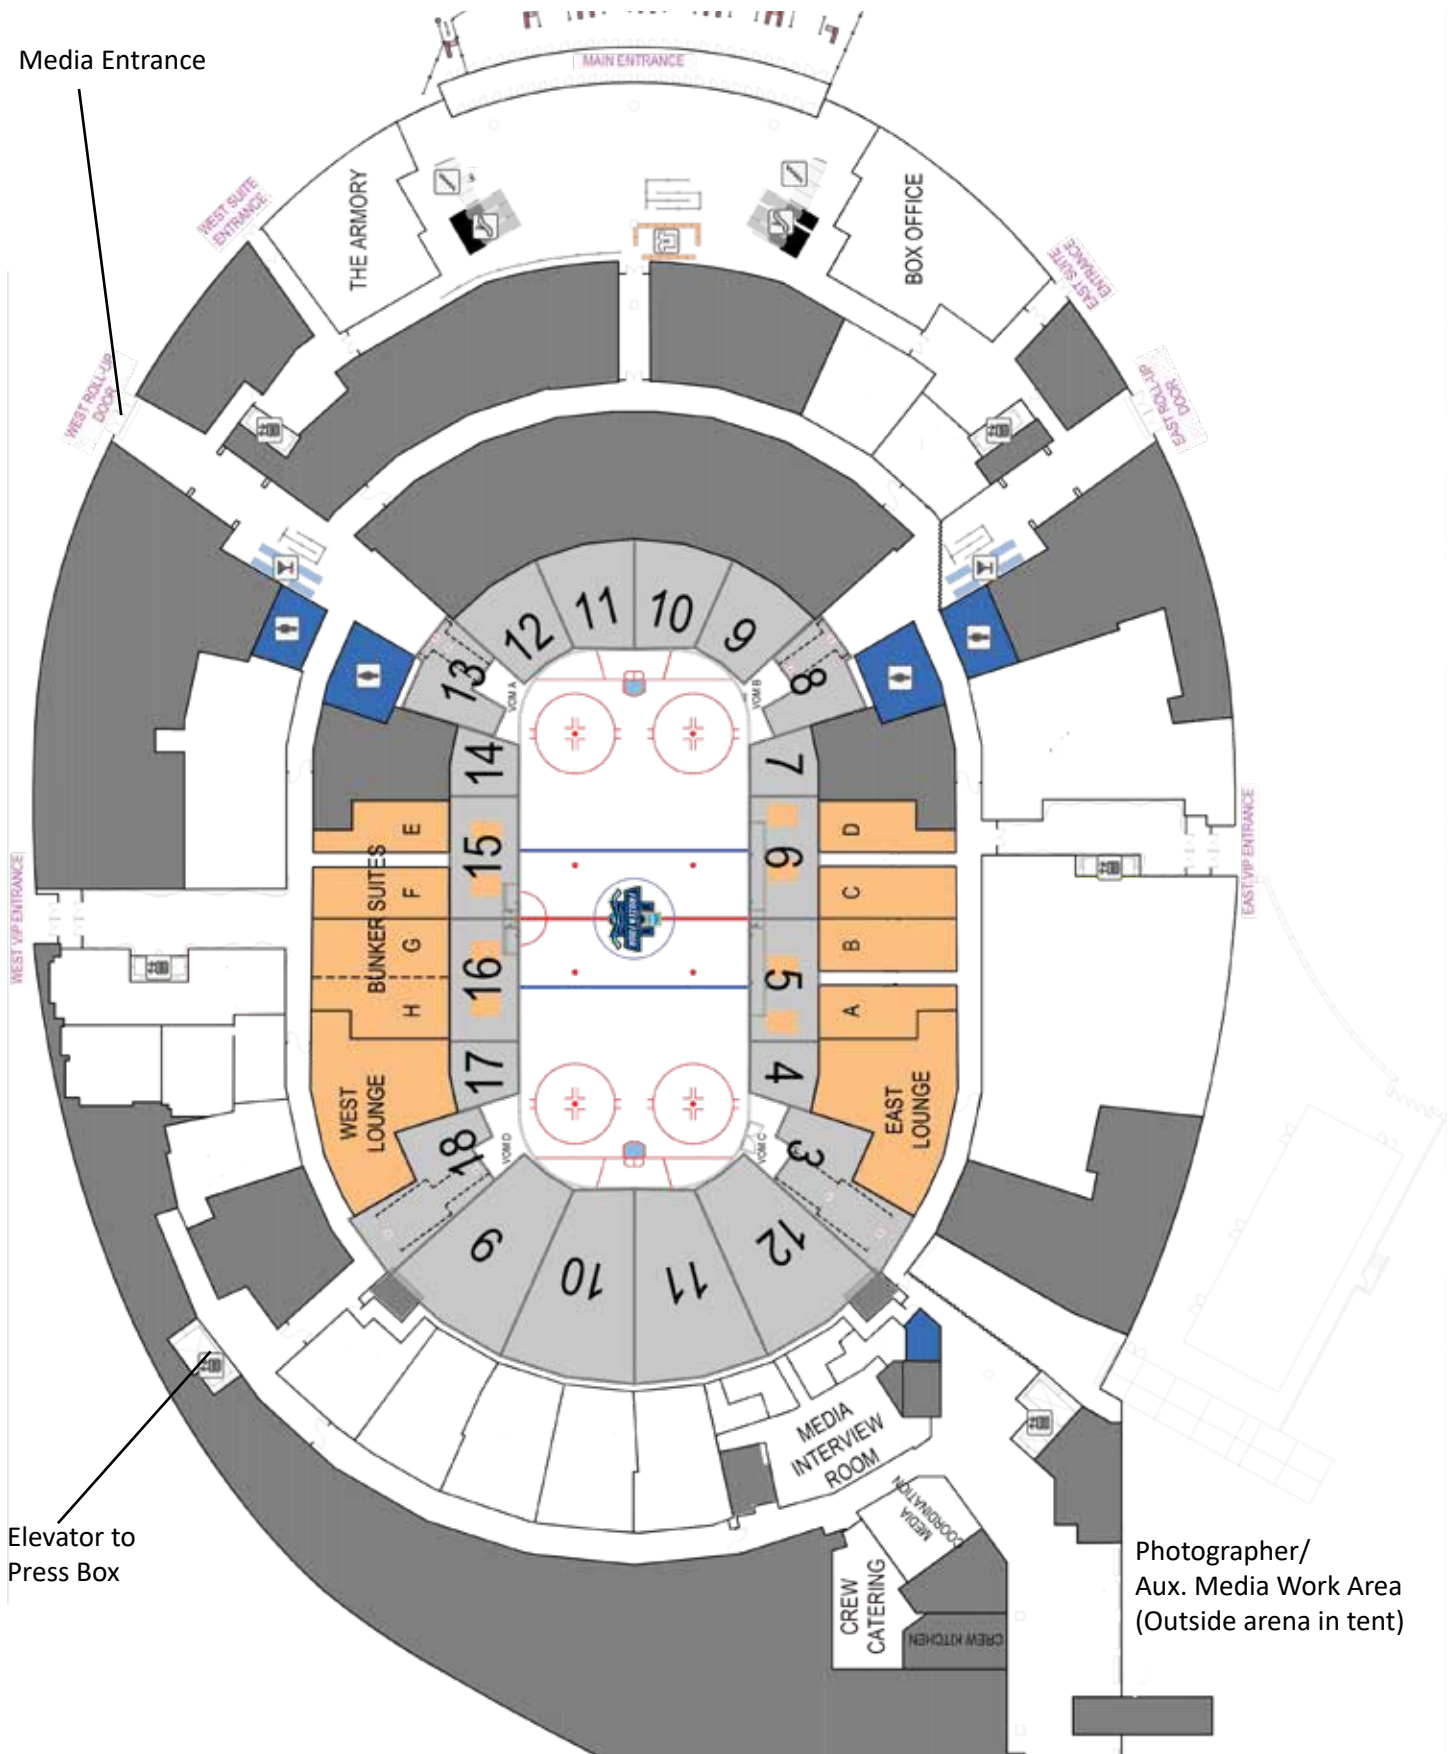 MAIN ENTRANCE
Media Entrance
WEST SUITE
ENTRANCE
THE ARMORY
BOX OFFICE
EAST SUITE
ENTRANCE
WEST ROLL-UP
DOOR
EAST ROLL-UP
DOOR
12
11
10
9
13
8
VOM A
VOM B
14
7
E
15
6
D
BUNKER SUITES
F
C
WEST VIP ENTRANCE
EAST VIP ENTRANCE
G
16
5
B
H
A
17
4
WEST
LOUNGE
EAST
LOUNGE
18
VOM D
VOM C
3
9
10
11
12
MEDIA
INTERVIEW
ROOM
MEDIA
COORDINATION
Elevator to
Press Box
CREW
CATERING
CREW KITCHEN
Photographer/
Aux. Media Work Area
(Outside arena in tent)